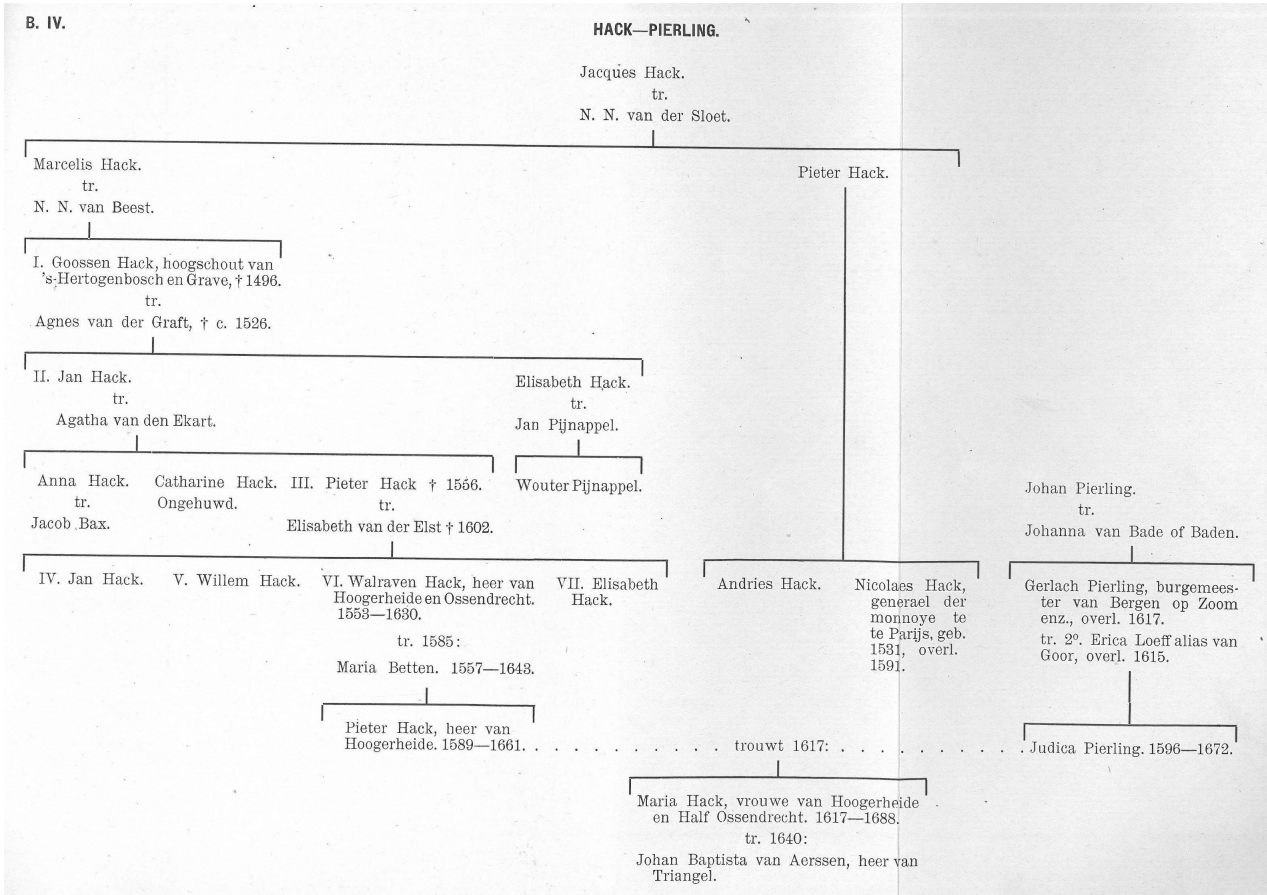 B. IV.
HACK—PIERLING.
Jacques Hack.
tr.
N. N. van der Sloet.
Marcelis Hack.
tr.
N. N. van Beest.
Pieter Hack.
I. Goossen Hack, hoogschout van
's-Hertogenbosch en Grave, † 1496.
tr.
Agnes van der Graft, † c. 1526.
II. Jan Hack.
tr.
Agatha van den Ekart.
Elisabeth Hack.
tr.
Jan Pijnappel.
Anna Hack.
tr.
Jacob Bax.
Catharine Hack.
Ongehuwd.
III. Pieter Hack † 1556.
tr.
Elisabeth van der Elst † 1602.
Wouter Pijnappel.
Johan Pierling.
tr.
Johanna van Bade of Baden.
IV. Jan Hack.
V. Willem Hack.
VI. Walraven Hack, heer van
Hoogerheide en Ossendrecht.
1553—1630.
tr. 1585:
Maria Betten. 1557—1643.
VII. Elisabeth
Hack.
Andries Hack.
Nicolaes Hack,
generael der
monnoye te
te Parijs, geb.
1531, overl.
1591.
Gerlach Pierling, burgemees-
ter van Bergen op Zoom
enz., overl. 1617.
tr. 2º. Erica Loeff alias van
Goor, overl. 1615.
Pieter Hack, heer van
Hoogerheide. 1589—1661. . . . . . . . . . . trouwt 1617: . . . . . . . . . . Judica Pierling. 1596—1672.
Maria Hack, vrouwe van Hoogerheide
en Half Ossendrecht. 1617—1688.
tr. 1640:
Johan Baptista van Aerssen, heer van
Triangel.